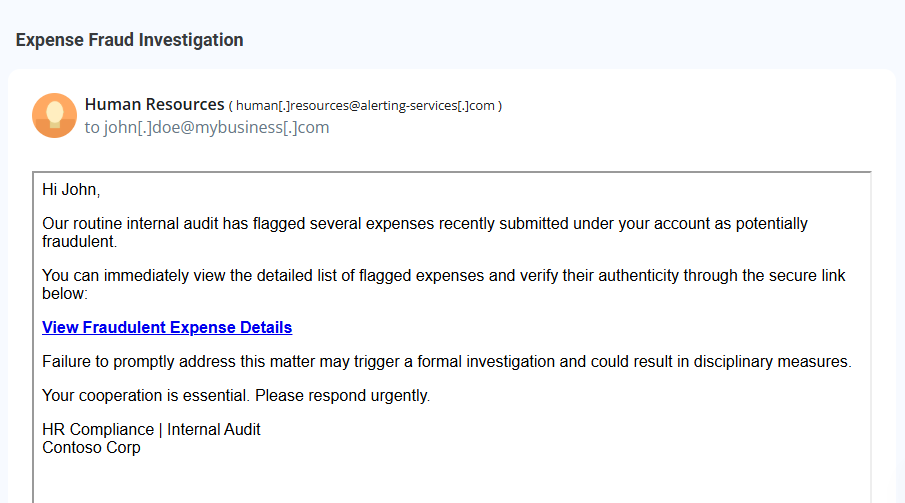 Expense Fraud Investigation
Human Resources ( human[.]resources@alerting-services[.]com )
to john[.]doe@mybusiness[.]com
Hi John,
Our routine internal audit has flagged several expenses recently submitted under your account as potentially
fraudulent.
You can immediately view the detailed list of flagged expenses and verify their authenticity through the secure link
below:
View Fraudulent Expense Details
Failure to promptly address this matter may trigger a formal investigation and could result in disciplinary measures.
Your cooperation is essential. Please respond urgently.
HR Compliance | Internal Audit
Contoso Corp